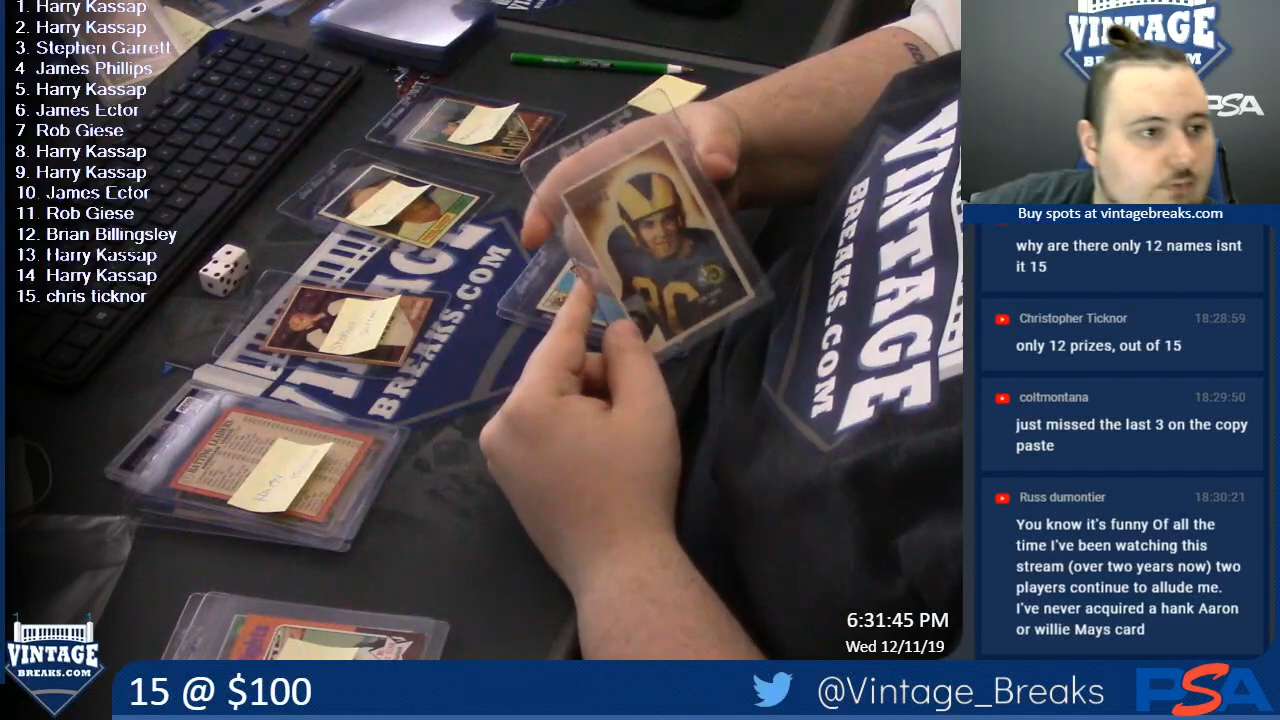 1. Harry Kassap
2. Harry Kassap
3. Stephen Garrett
4 James Phillips
5. Harry Kassap
6. James Ector
7 Rob Giese
8. Harry Kassap
9. Harry Kassap
10. James Ector
11. Rob Giese
12. Brian Billingsley
13. Harry Kassap
14 Harry Kassap
15. chris ticknor
VINTAGE
PSA
Buy spots at vintagebreaks.com
why are there only 12 names isnt
it 15
Christopher Ticknor 18:28:59
only 12 prizes, out of 15
coltmontana 18:29:50
just missed the last 3 on the copy
paste
Russ dumontier 18:30:21
You know it's funny Of all the
time I've been watching this
stream (over two years now) two
players continue to allude me.
I've never acquired a hank Aaron
or willie Mays card
VINTAGE
BREAKS.COM
BREAKS.COM
BATTING LEADERS
6:31:45 PM
Wed 12/11/19
VINTAGE
BREAKS.COM
15 @ $100
@Vintage_Breaks
PSA